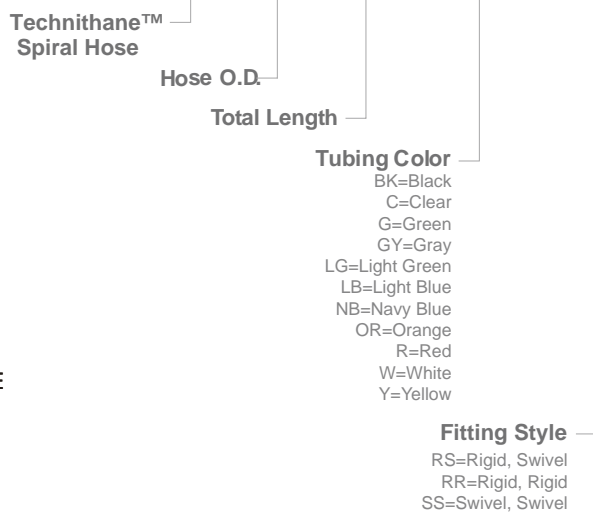 Technithane™
Spiral Hose
Hose O.D.
Total Length
Tubing Color
BK=Black
C=Clear
G=Green
GY=Gray
LG=Light Green
LB=Light Blue
NB=Navy Blue
OR=Orange
R=Red
W=White
Y=Yellow
Fitting Style
RS=Rigid, Swivel
RR=Rigid, Rigid
SS=Swivel, Swivel